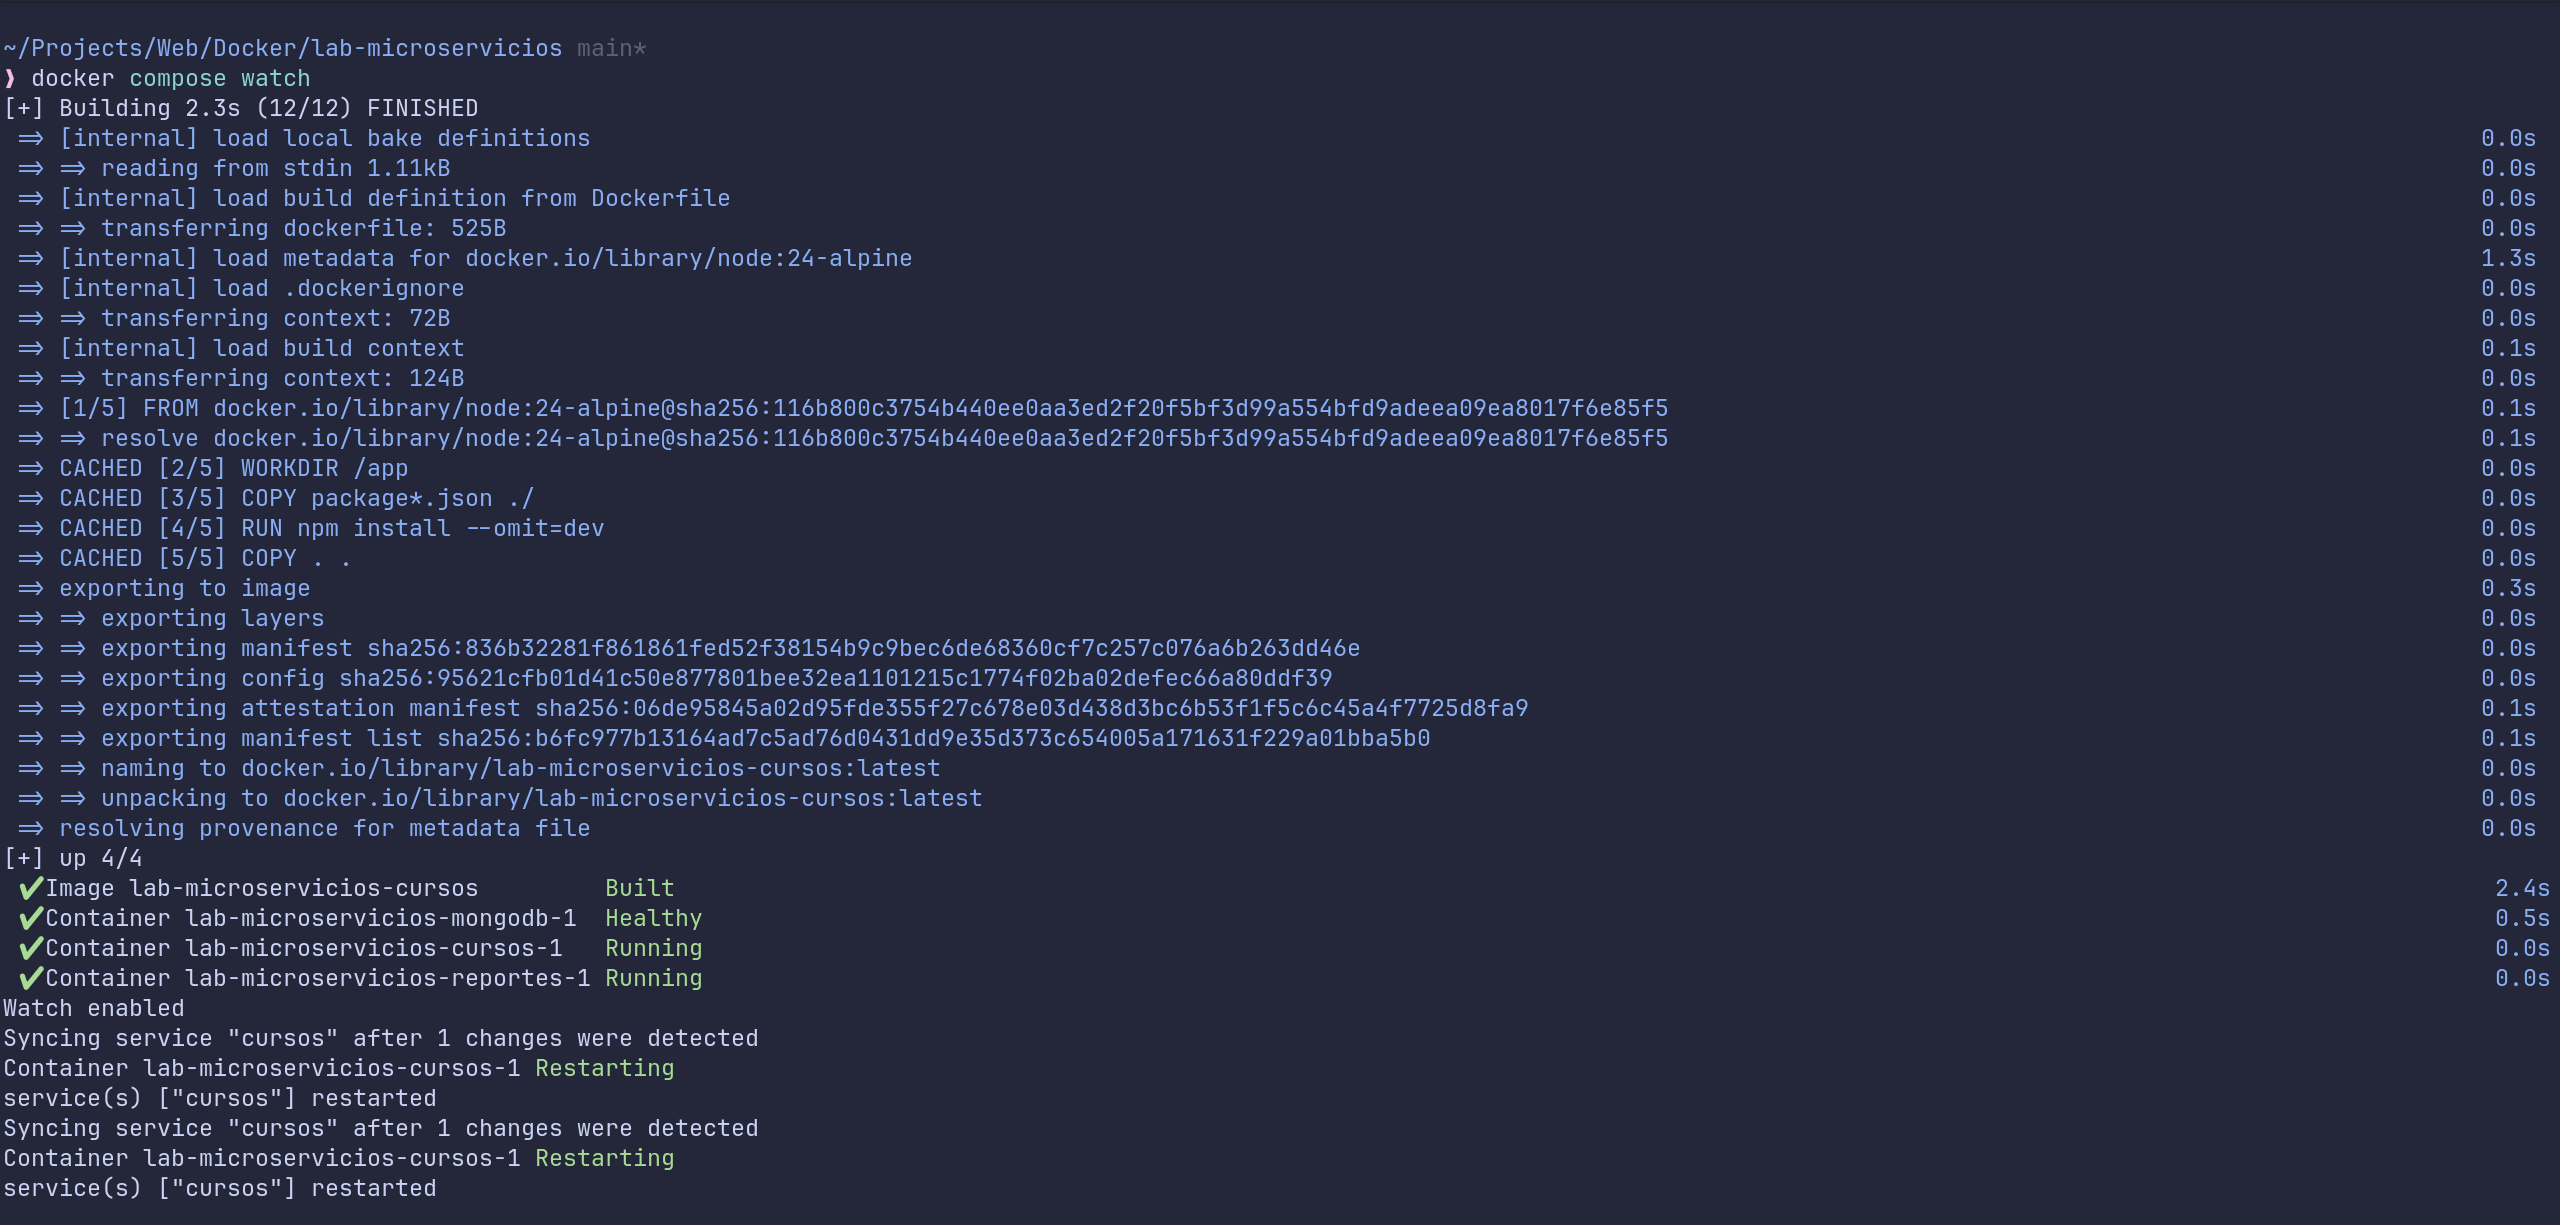 ~/Projects/Web/Docker/lab-microservicios main*
❱ docker compose watch
[+] Building 2.3s (12/12) FINISHED
=> [internal] load local bake definitions 0.0s
=> => reading from stdin 1.11kB 0.0s
=> [internal] load build definition from Dockerfile 0.0s
=> => transferring dockerfile: 525B 0.0s
=> [internal] load metadata for docker.io/library/node:24-alpine 1.3s
=> [internal] load .dockerignore 0.0s
=> => transferring context: 72B 0.0s
=> [internal] load build context 0.1s
=> => transferring context: 124B 0.0s
=> [1/5] FROM docker.io/library/node:24-alpine@sha256:116b800c3754b440ee0aa3ed2f20f5bf3d99a554bfd9adeea09ea8017f6e85f5 0.1s
=> => resolve docker.io/library/node:24-alpine@sha256:116b800c3754b440ee0aa3ed2f20f5bf3d99a554bfd9adeea09ea8017f6e85f5 0.1s
=> CACHED [2/5] WORKDIR /app 0.0s
=> CACHED [3/5] COPY package*.json ./ 0.0s
=> CACHED [4/5] RUN npm install --omit=dev 0.0s
=> CACHED [5/5] COPY . . 0.0s
=> exporting to image 0.3s
=> => exporting layers 0.0s
=> => exporting manifest sha256:836b32281f861861fed52f38154b9c9bec6de68360cf7c257c076a6b263dd46e 0.0s
=> => exporting config sha256:95621cfb01d41c50e877801bee32ea1101215c1774f02ba02defec66a80ddf39 0.0s
=> => exporting attestation manifest sha256:06de95845a02d95fde355f27c678e03d438d3bc6b53f1f5c6c45a4f7725d8fa9 0.1s
=> => exporting manifest list sha256:b6fc977b13164ad7c5ad76d0431dd9e35d373c654005a171631f229a01bba5b0 0.1s
=> => naming to docker.io/library/lab-microservicios-cursos:latest 0.0s
=> => unpacking to docker.io/library/lab-microservicios-cursos:latest 0.0s
=> resolving provenance for metadata file 0.0s
[+] up 4/4
✔Image lab-microservicios-cursos Built 2.4s
✔Container lab-microservicios-mongodb-1 Healthy 0.5s
✔Container lab-microservicios-cursos-1 Running 0.0s
✔Container lab-microservicios-reportes-1 Running 0.0s
Watch enabled
Syncing service "cursos" after 1 changes were detected
Container lab-microservicios-cursos-1 Restarting
service(s) ["cursos"] restarted
Syncing service "cursos" after 1 changes were detected
Container lab-microservicios-cursos-1 Restarting
service(s) ["cursos"] restarted